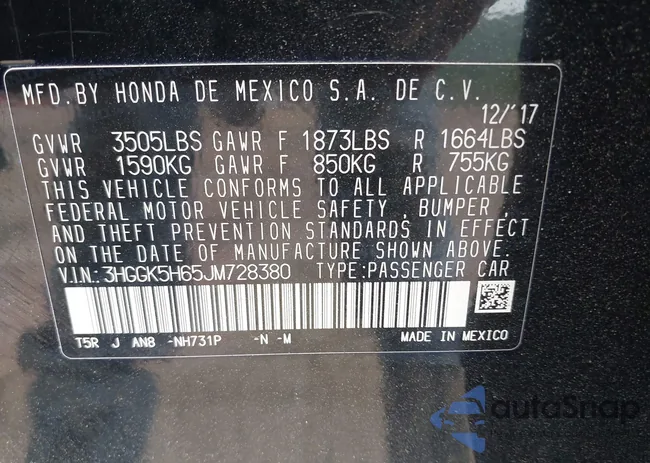 MFD.BY HONDA DE MEXICO S.A. DE C.V.
12/'17
GVWR 3505LBS GAWR F 1873LBS R 1664LBS
GVWR 1590KG GAWR F 850KG R 755KG
THIS VEHICLE CONFORMS TO ALL APPLICABLE
FEDERAL MOTOR VEHICLE SAFETY , BUMPER ,
AND THEFT PREVENTION STANDARDS IN EFFECT
ON THE DATE OF MANUFACTURE SHOWN ABOVE.
V.I.N.:3HGGK5H65JM728380 TYPE:PASSENGER CAR
T5R J AN8 -NH731P -N -M MADE IN MEXICO
autoSnap